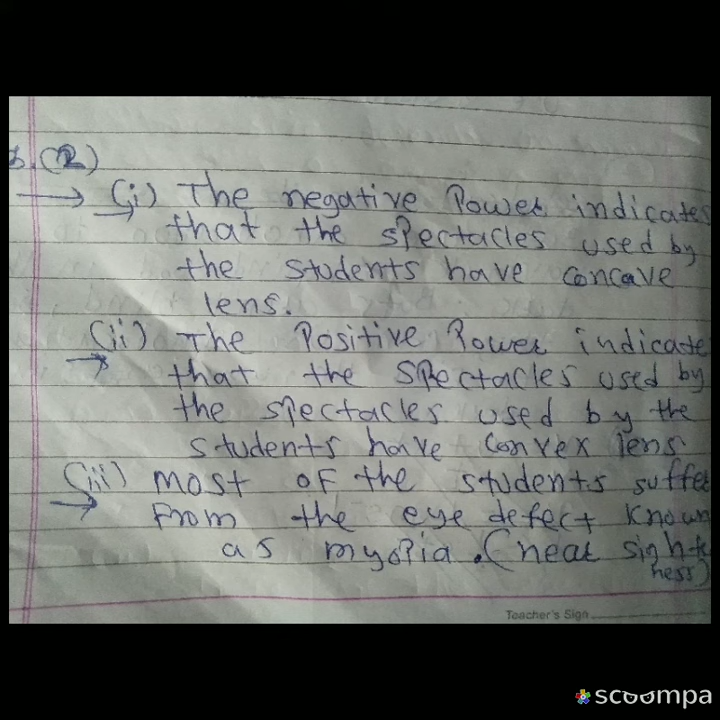 3.(2)
(i) The negative Power indicates
that the spectacles used by
the students have concave
lens.
(ii) The Positive Power indicate
that the spectacles used by
the spectacles used by the
students have convex lens
(iii) most of the students suffer
from the eye defect known
as myopia. (near sight-
ness)
Teacher's Sign
scoompa